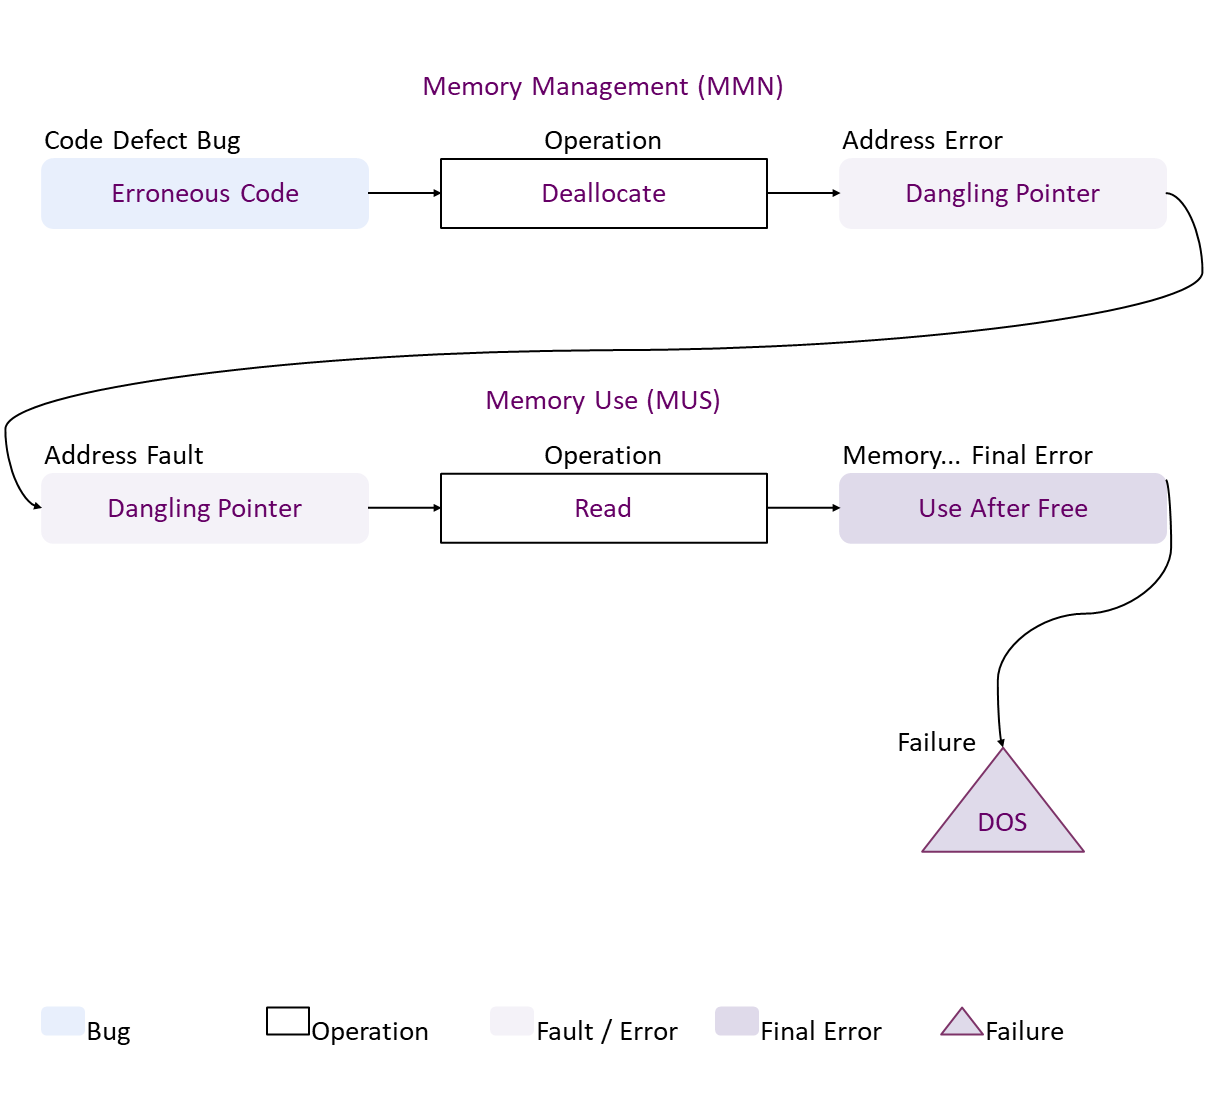 Memory Management (MMN)
Code Defect Bug
Operation
Address Error
Erroneous Code
Deallocate
Dangling Pointer
Memory Use (MUS)
Address Fault
Operation
Memory... Final Error
Dangling Pointer
Read
Use After Free
Failure
DOS
Bug
Operation
Fault / Error
Final Error
Failure